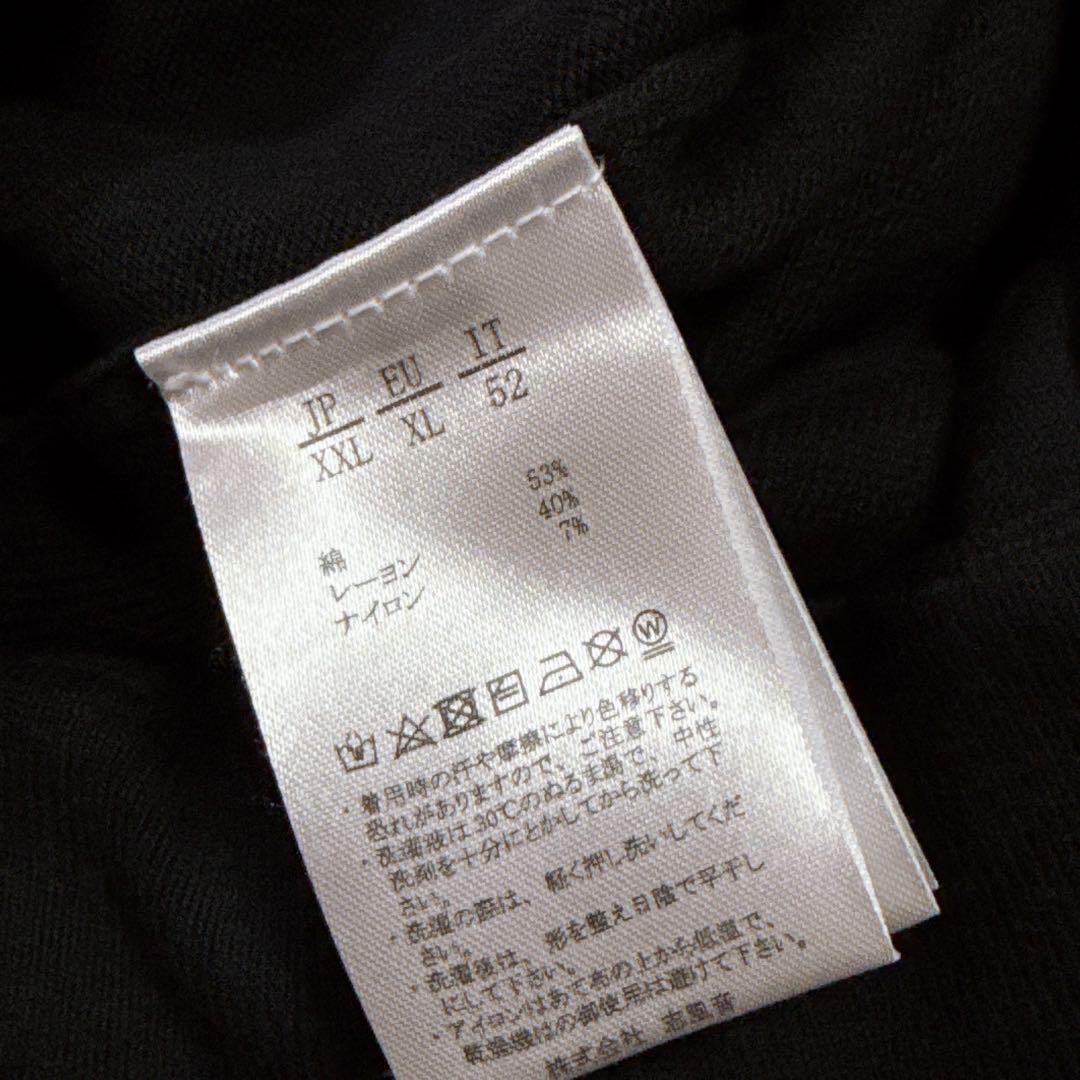 JP EU IT
XXL XL 52
綿 53%
レーヨン 40%
ナイロン 7%
W
・着用時の汗や摩擦により色移りする
恐れがありますので、ご注意下さい。
・洗濯液は30℃のぬるま湯で、中性
洗剤を十分にとかしてから洗って下
さい。
・洗濯の際は、軽く押し洗いしてくだ
さい。
・洗濯後は、形を整え日陰で平干し
にして下さい。
・アイロンはあて布の上から低温で、
乾燥機はの御使用は避けて下さい。
株式会社